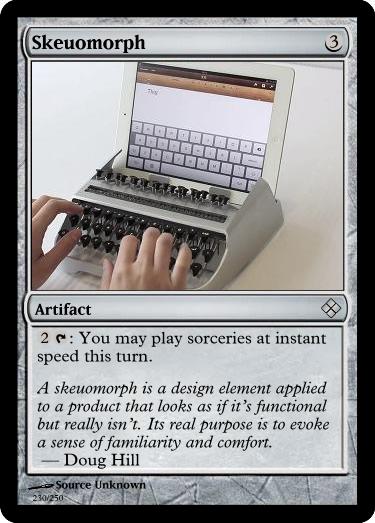 Skeuomorph 3
This
Artifact
2 : You may play sorceries at instant
speed this turn.
A skeuomorph is a design element applied
to a product that looks as if it's functional
but really isn't. Its real purpose is to evoke
a sense of familiarity and comfort.
— Doug Hill
Source Unknown
230/250